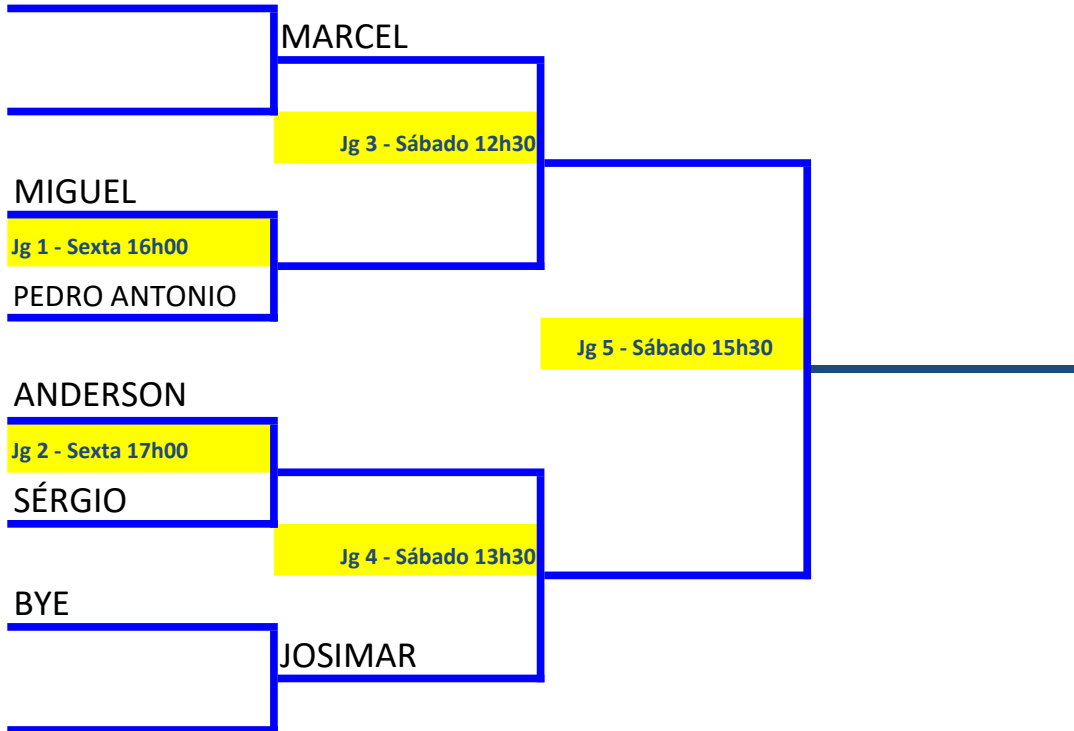 MARCEL
Jg 3 - Sábado 12h30
MIGUEL
Jg 1 - Sexta 16h00
PEDRO ANTONIO
Jg 5 - Sábado 15h30
ANDERSON
Jg 2 - Sexta 17h00
SÉRGIO
Jg 4 - Sábado 13h30
BYE
JOSIMAR